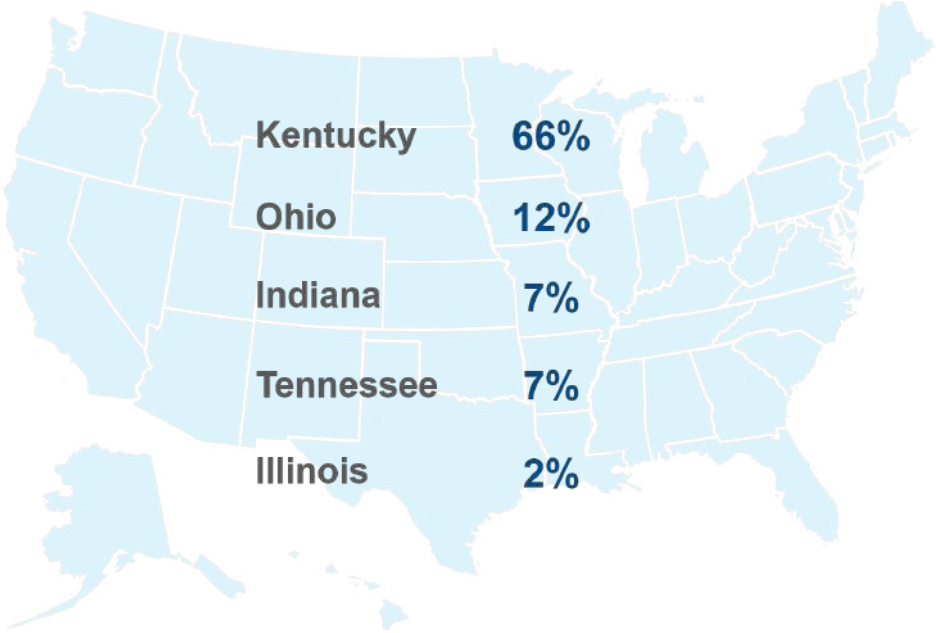 Kentucky 66%
Ohio 12%
Indiana 7%
Tennessee 7%
Illinois 2%